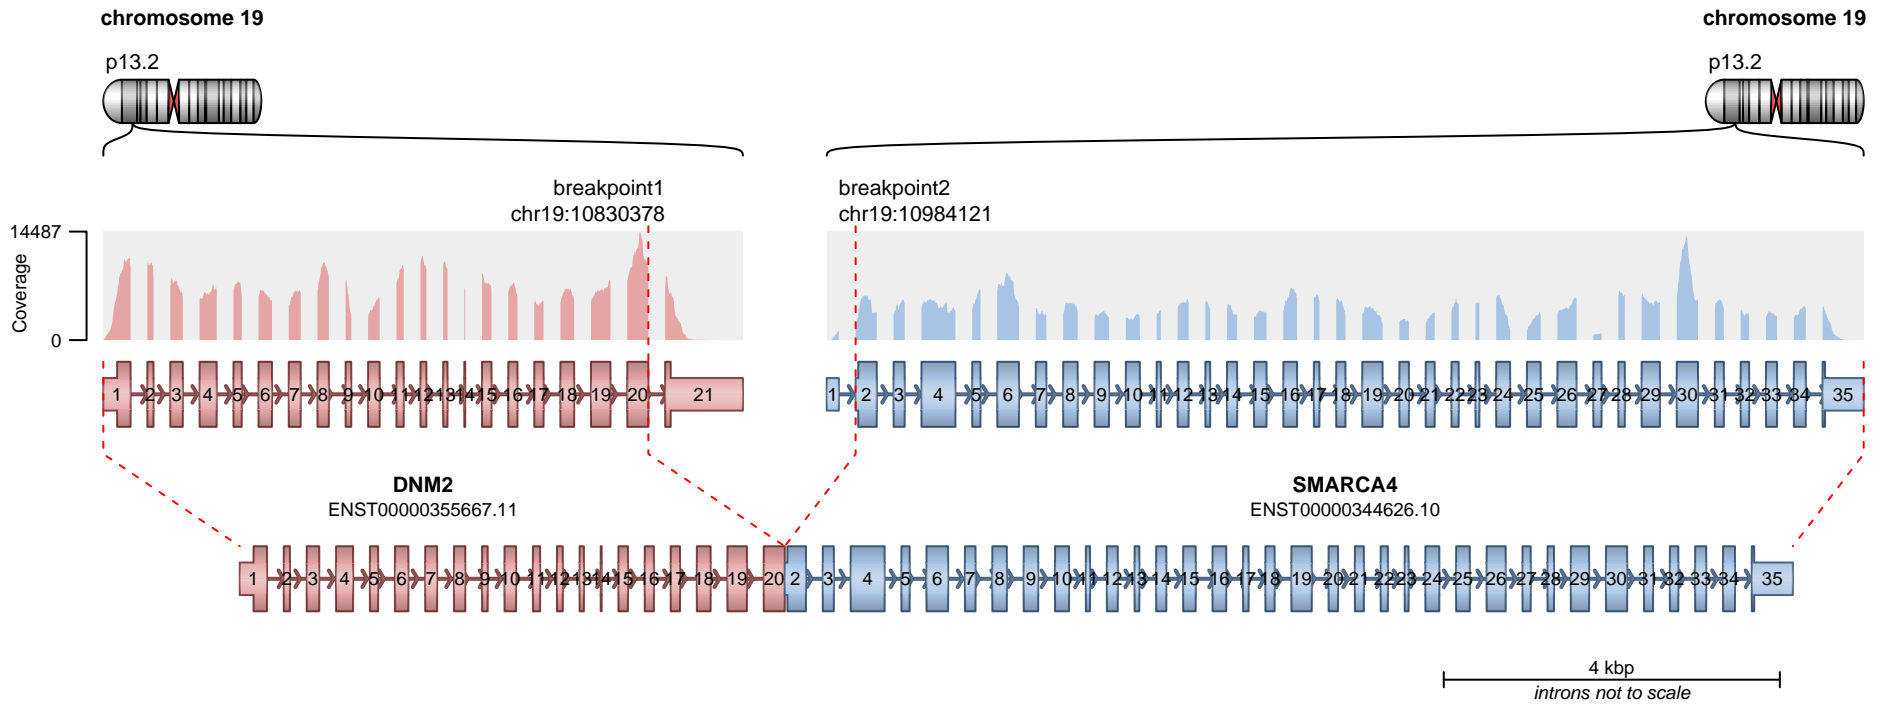 chromosome 19
chromosome 19
p13.2
p13.2
breakpoint1
chr19:10830378
breakpoint2
chr19:10984121
14487
Coverage
0
1 2 3 4 5 6 7 8 9 10 11 12 13 14 15 16 17 18 19 20 21
1 2 3 4 5 6 7 8 9 10 11 12 13 14 15 16 17 18 19 20 21 22 23 24 25 26 27 28 29 30 31 32 33 34 35
DNM2
ENST00000355667.11
SMARCA4
ENST00000344626.10
1 2 3 4 5 6 7 8 9 10 11 12 13 14 15 16 17 18 19 20 2 3 4 5 6 7 8 9 10 11 12 13 14 15 16 17 18 19 20 21 22 23 24 25 26 27 28 29 30 31 32 33 34 35
4 kbp
introns not to scale